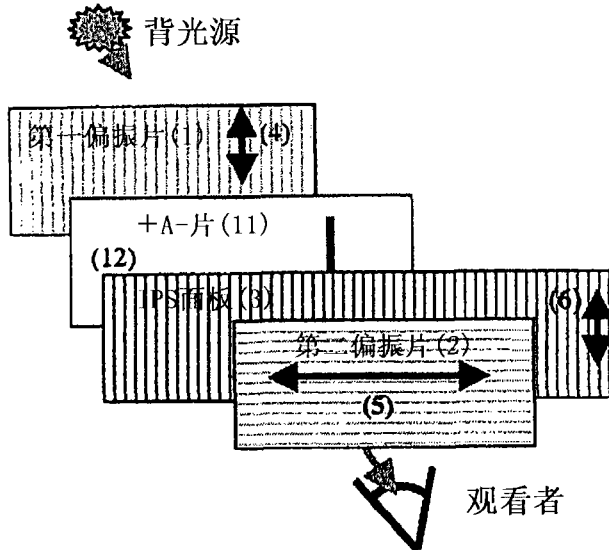 背光源
第一偏振片(1)
(4)
+A-片(11)
(12)
IPS面板(3)
(6)
第二偏振片(2)
(5)
观看者